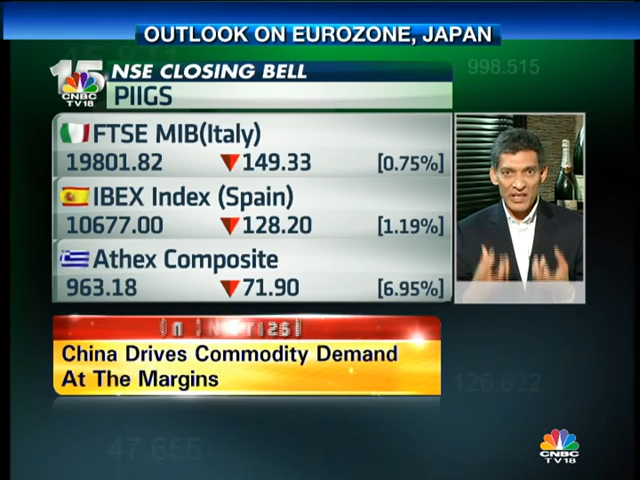 OUTLOOK ON EUROZONE, JAPAN
998.515
15
CNBC
TV18
NSE CLOSING BELL
PIIGS
FTSE MIB(Italy)
19801.82 149.33 [0.75%]
IBEX Index (Spain)
10677.00 128.20 [1.19%]
Athex Composite
963.18 71.90 [6.95%]
China Drives Commodity Demand
At The Margins
126.622
47.655
CNBC
TV18